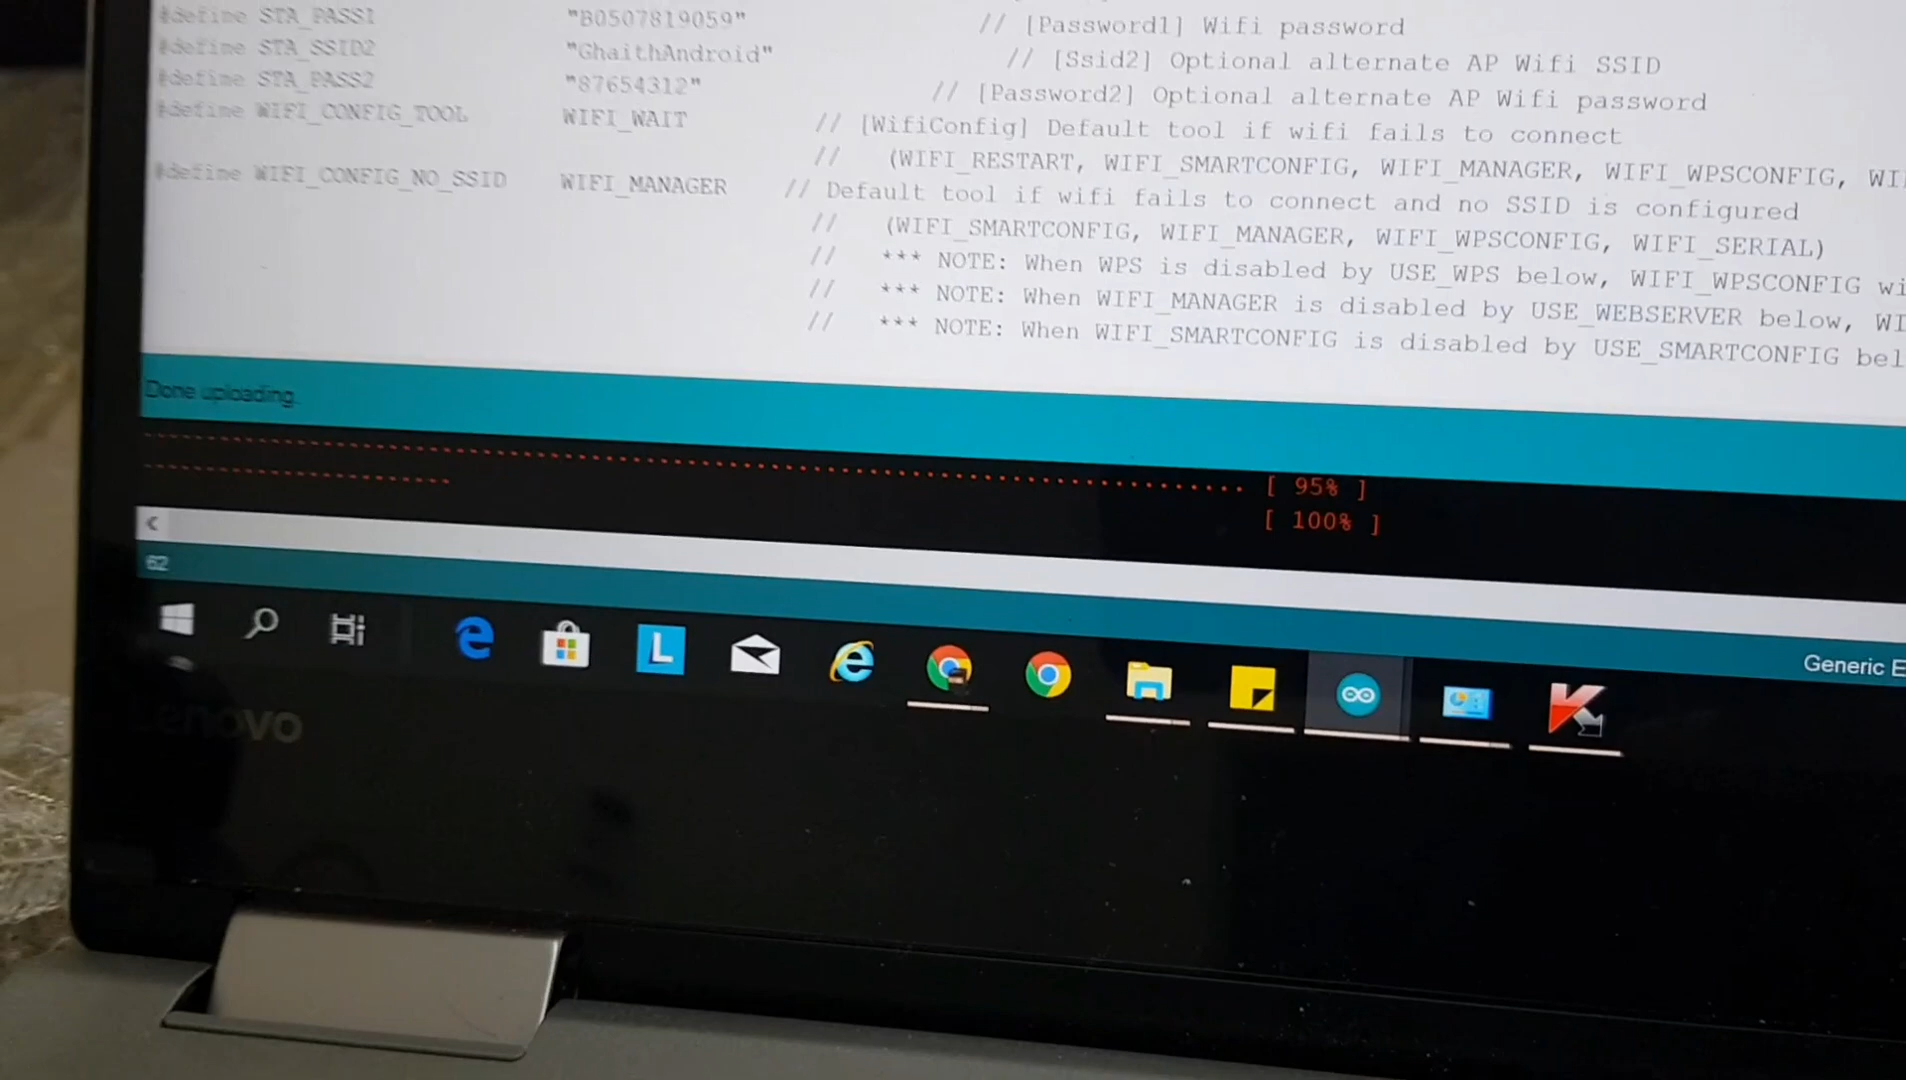 #define STA_PASS1 "B0507819059" // [Password1] Wifi password
#define STA_SSID2 "GhaithAndroid" // [Ssid2] Optional alternate AP Wifi SSID
#define STA_PASS2 "87654312" // [Password2] Optional alternate AP Wifi password
#define WIFI_CONFIG_TOOL WIFI_WAIT // [WifiConfig] Default tool if wifi fails to connect
// (WIFI_RESTART, WIFI_SMARTCONFIG, WIFI_MANAGER, WIFI_WPSCONFIG, WI
#define WIFI_CONFIG_NO_SSID WIFI_MANAGER // Default tool if wifi fails to connect and no SSID is configured
// (WIFI_SMARTCONFIG, WIFI_MANAGER, WIFI_WPSCONFIG, WIFI_SERIAL)
// *** NOTE: When WPS is disabled by USE_WPS below, WIFI_WPSCONFIG wi
// *** NOTE: When WIFI_MANAGER is disabled by USE_WEBSERVER below, WI
// *** NOTE: When WIFI_SMARTCONFIG is disabled by USE_SMARTCONFIG bel
Done uploading.
................................................................................ [ 95% ]
...................... [ 100% ]
62
Generic E
L
Lenovo